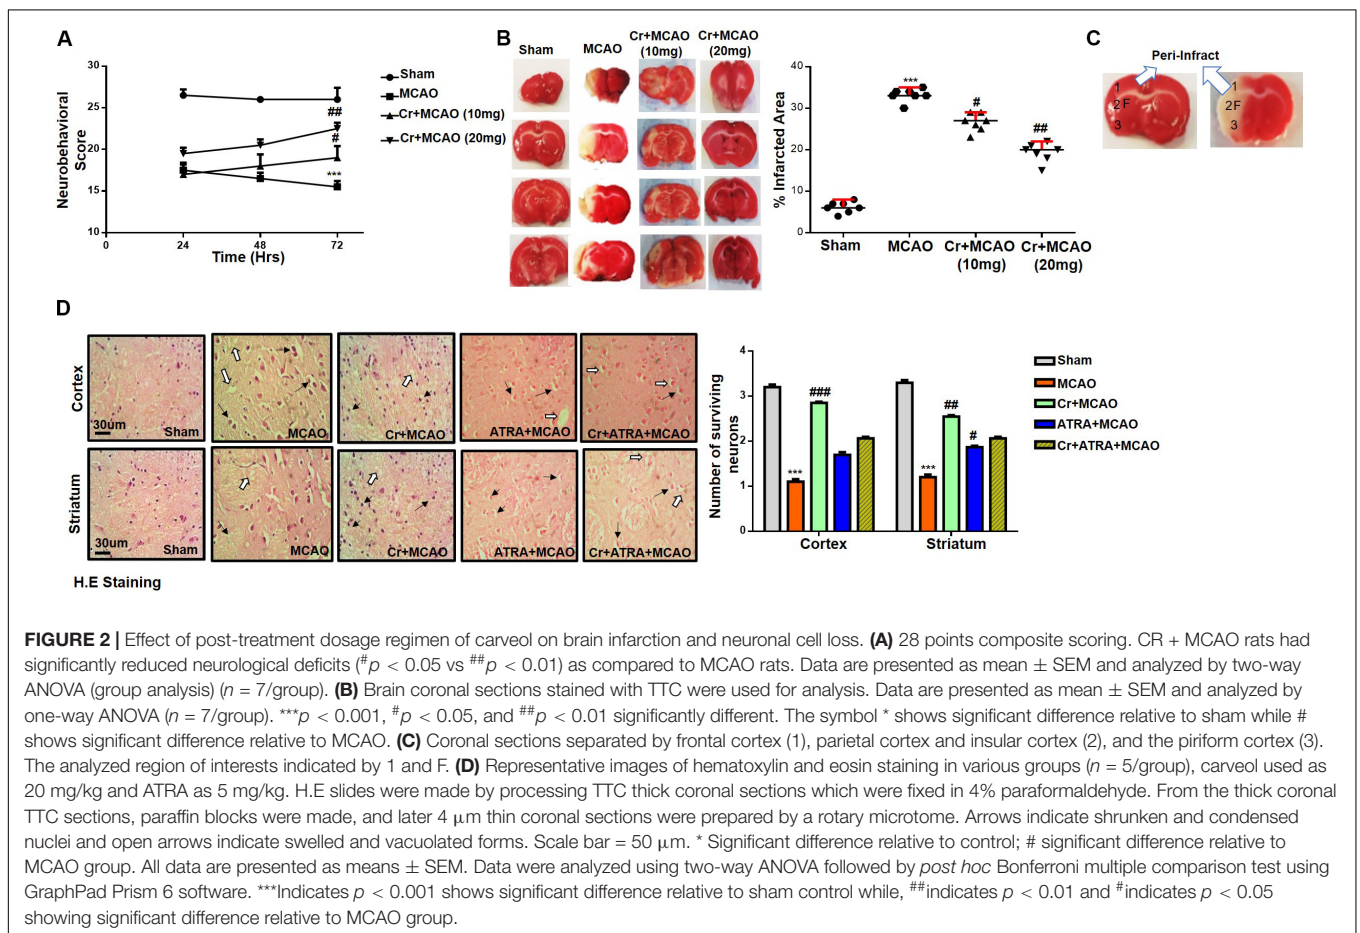 A
30
25
20
15
10
0
24
48
72
Neurobehavioral
Score
Time (Hrs)
##
#
***
Sham
MCAO
Cr+MCAO (10mg)
Cr+MCAO (20mg)
B
Sham
MCAO
Cr+MCAO
(10mg)
Cr+MCAO
(20mg)
% Infarcted Area
40
30
20
10
0
***
#
##
Sham
MCAO
Cr+MCAO
(10mg)
Cr+MCAO
(20mg)
C
Peri-Infract
1
2 F
3
1
2 F
3
D
Cortex
30um
Sham
MCAO
Cr+MCAO
ATRA+MCAO
Cr+ATRA+MCAO
Striatum
30um
Sham
MCAO
Cr+MCAO
ATRA+MCAO
Cr+ATRA+MCAO
H.E Staining
Number of surviving
neurons
4
3
2
1
0
***
###
***
##
#
Cortex
Striatum
Sham
MCAO
Cr+MCAO
ATRA+MCAO
Cr+ATRA+MCAO
FIGURE 2 | Effect of post-treatment dosage regimen of carveol on brain infarction and neuronal cell loss. (A) 28 points composite scoring. CR + MCAO rats had
significantly reduced neurological deficits (#p < 0.05 vs ##p < 0.01) as compared to MCAO rats. Data are presented as mean ± SEM and analyzed by two-way
ANOVA (group analysis) (n = 7/group). (B) Brain coronal sections stained with TTC were used for analysis. Data are presented as mean ± SEM and analyzed by
one-way ANOVA (n = 7/group). ***p < 0.001, #p < 0.05, and ##p < 0.01 significantly different. The symbol * shows significant difference relative to sham while #
shows significant difference relative to MCAO. (C) Coronal sections separated by frontal cortex (1), parietal cortex and insular cortex (2), and the piriform cortex (3).
The analyzed region of interests indicated by 1 and F. (D) Representative images of hematoxylin and eosin staining in various groups (n = 5/group), carveol used as
20 mg/kg and ATRA as 5 mg/kg. H.E slides were made by processing TTC thick coronal sections which were fixed in 4% paraformaldehyde. From the thick coronal
TTC sections, paraffin blocks were made, and later 4 μm thin coronal sections were prepared by a rotary microtome. Arrows indicate shrunken and condensed
nuclei and open arrows indicate swelled and vacuolated forms. Scale bar = 50 μm. * Significant difference relative to control; # significant difference relative to
MCAO group. All data are presented as means ± SEM. Data were analyzed using two-way ANOVA followed by post hoc Bonferroni multiple comparison test using
GraphPad Prism 6 software. ***Indicates p < 0.001 shows significant difference relative to sham control while, ##indicates p < 0.01 and #indicates p < 0.05
showing significant difference relative to MCAO group.